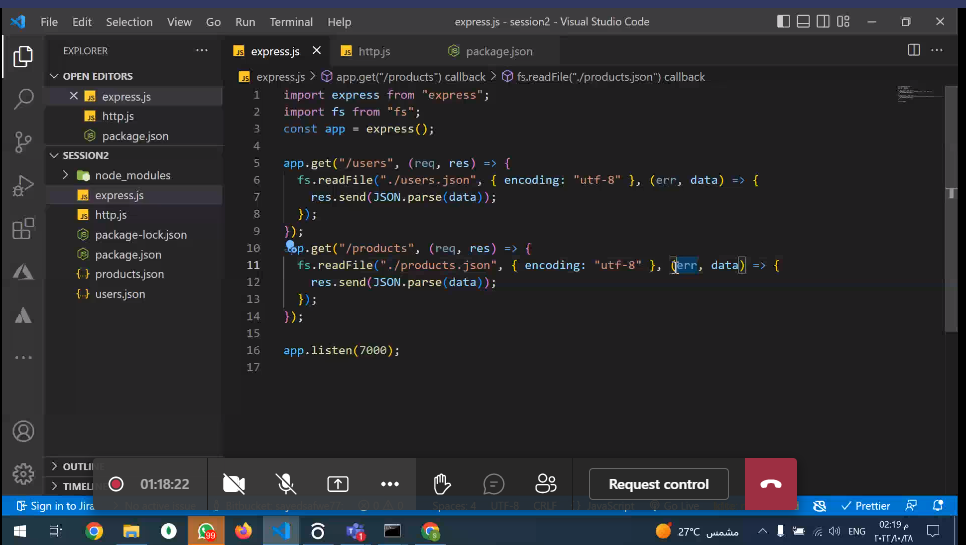 File Edit Selection View Go Run Terminal Help express.js - session2 - Visual Studio Code
EXPLORER
express.js
http.js
package.json
OPEN EDITORS
express.js
http.js
package.json
SESSION2
node_modules
express.js
http.js
package-lock.json
package.json
products.json
users.json
OUTLINE
TIMEL
express.js > app.get("/products") callback > fs.readFile("./products.json") callback
1 import express from "express";
2 import fs from "fs";
3 const app = express();
4
5 app.get("/users", (req, res) => {
6 fs.readFile("./users.json", { encoding: "utf-8" }, (err, data) => {
7 res.send(JSON.parse(data));
8 });
9 });
10 app.get("/products", (req, res) => {
11 fs.readFile("./products.json", { encoding: "utf-8" }, (err, data) => {
12 res.send(JSON.parse(data));
13 });
14 });
15
16 app.listen(7000);
17
01:18:22
Request control
Sign in to Jira
Prettier
99
27°C مشمس
ENG
02:19 م